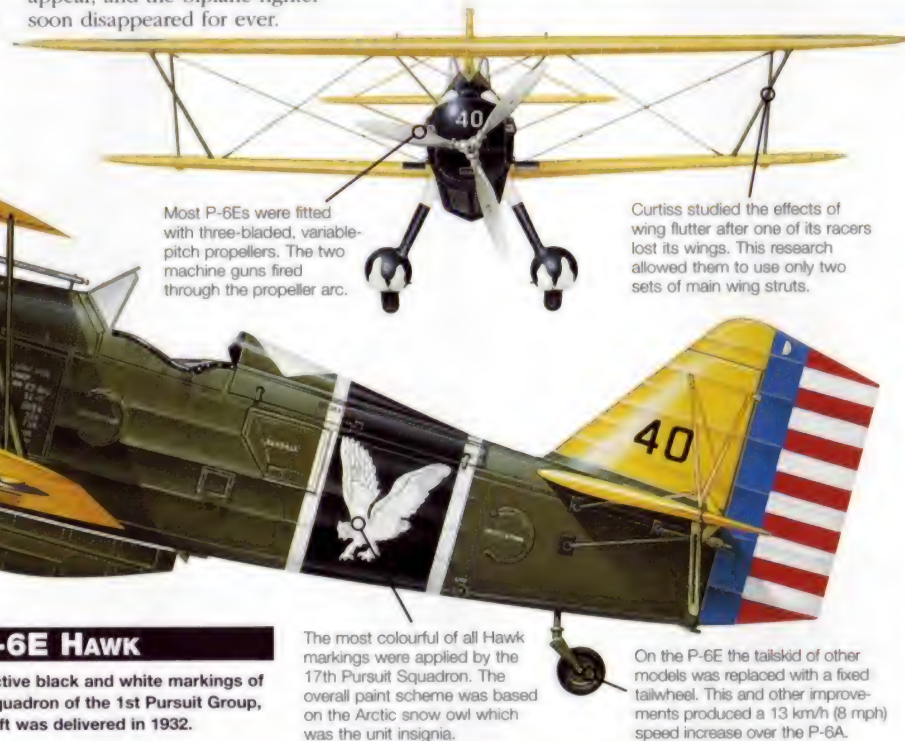 soon disappeared for ever.
40
Most P-6Es were fitted
with three-bladed, variable-
pitch propellers. The two
machine guns fired
through the propeller arc.
Curtiss studied the effects of
wing flutter after one of its racers
lost its wings. This research
allowed them to use only two
sets of main wing struts.
40
-6E HAWK
ctive black and white markings of
quadron of the 1st Pursuit Group,
ft was delivered in 1932.
The most colourful of all Hawk
markings were applied by the
17th Pursuit Squadron. The
overall paint scheme was based
on the Arctic snow owl which
was the unit insignia.
On the P-6E the tailskid of other
models was replaced with a fixed
tailwheel. This and other improve-
ments produced a 13 km/h (8 mph)
speed increase over the P-6A.